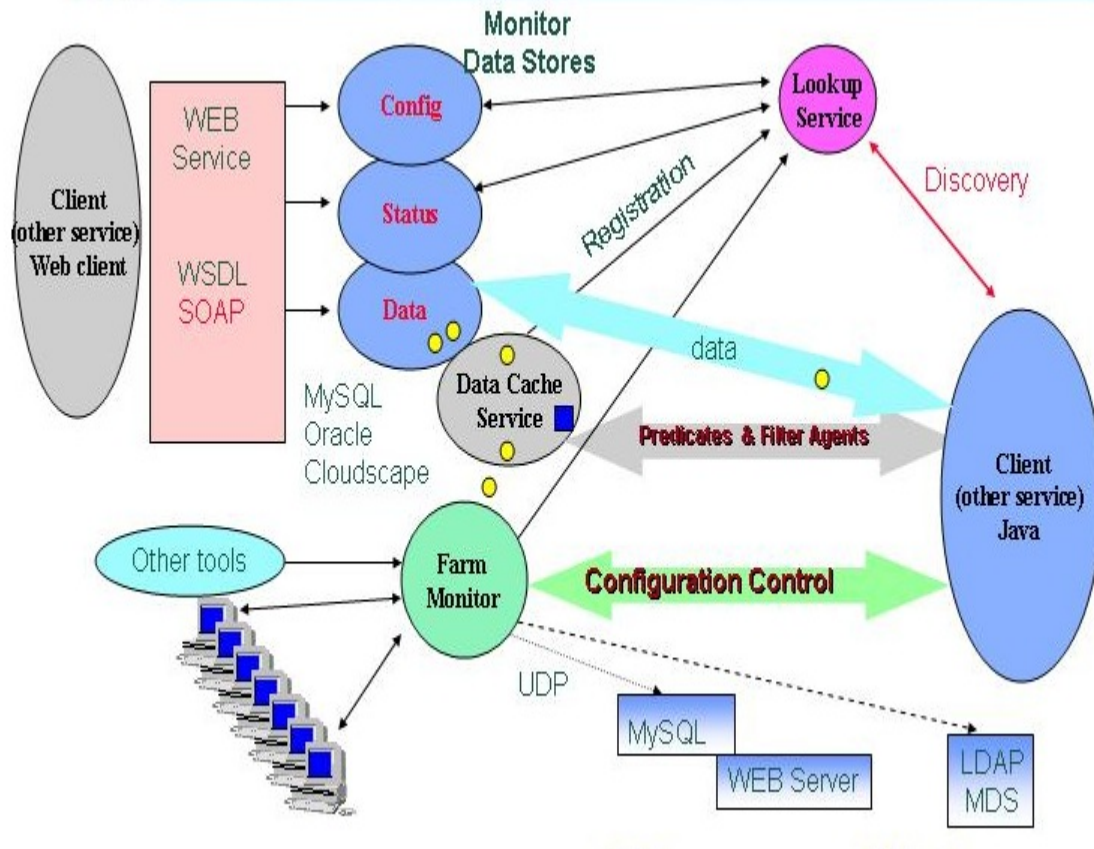 Monitor
Data Stores
Client
(other service)
Web client
WEB
Service
WSDL
SOAP
Config
Status
Data
Lookup
Service
Discovery
Registration
data
MySQL
Oracle
Cloudscape
Data Cache
Service
Predicates & Filter Agents
Client
(other service)
Java
Other tools
Farm
Monitor
Configuration Control
UDP
MySQL
WEB Server
LDAP
MDS